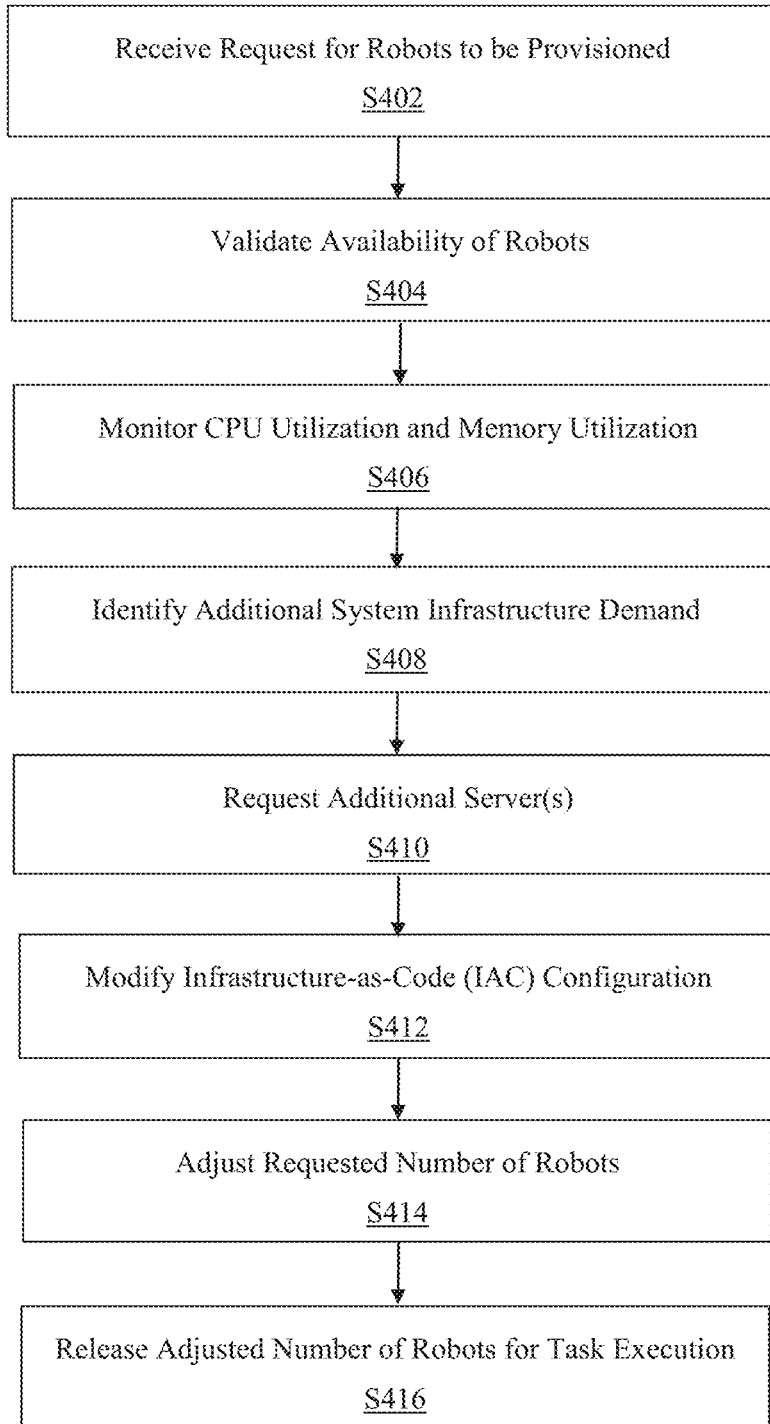 Receive Request for Robots to be Provisioned
S402
Validate Availability of Robots
S404
Monitor CPU Utilization and Memory Utilization
S406
Identify Additional System Infrastructure Demand
S408
Request Additional Server(s)
S410
Modify Infrastructure-as-Code (IAC) Configuration
S412
Adjust Requested Number of Robots
S414
Release Adjusted Number of Robots for Task Execution
S416